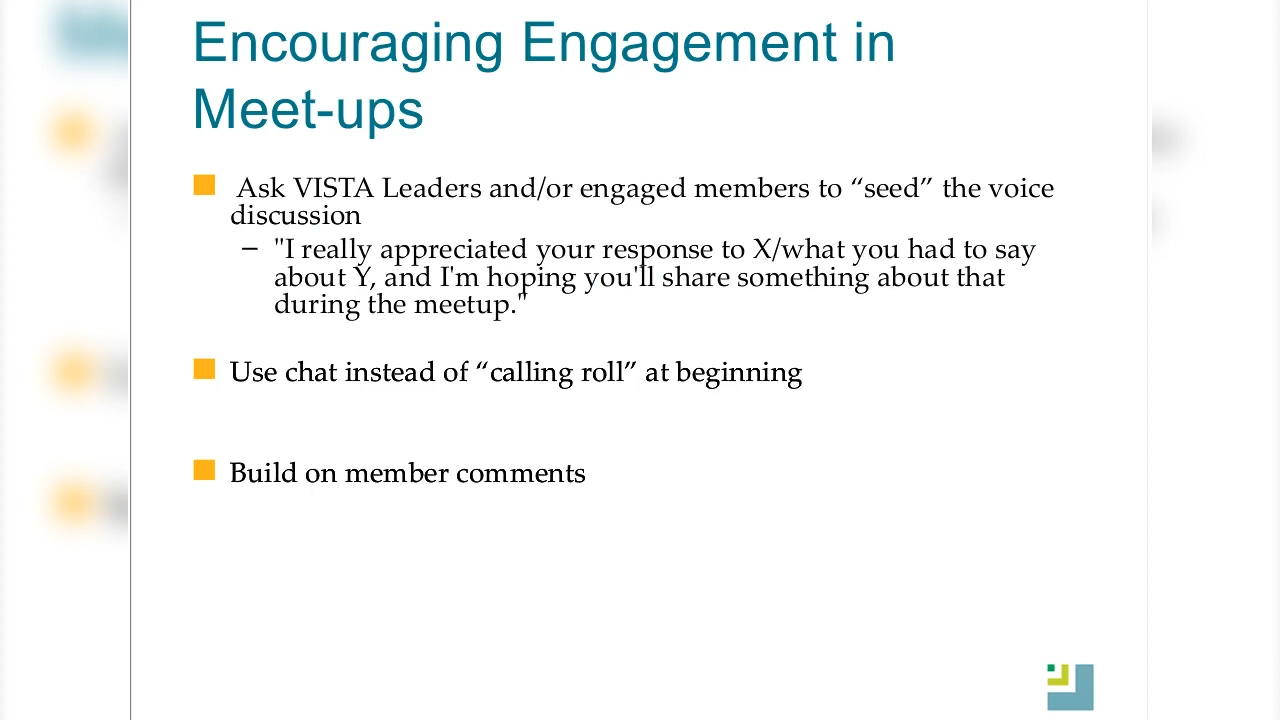 Encouraging Engagement in
Meet-ups
Ask VISTA Leaders and/or engaged members to “seed” the voice
discussion
– "I really appreciated your response to X/what you had to say
about Y, and I'm hoping you'll share something about that
during the meetup."
Use chat instead of “calling roll” at beginning
Build on member comments